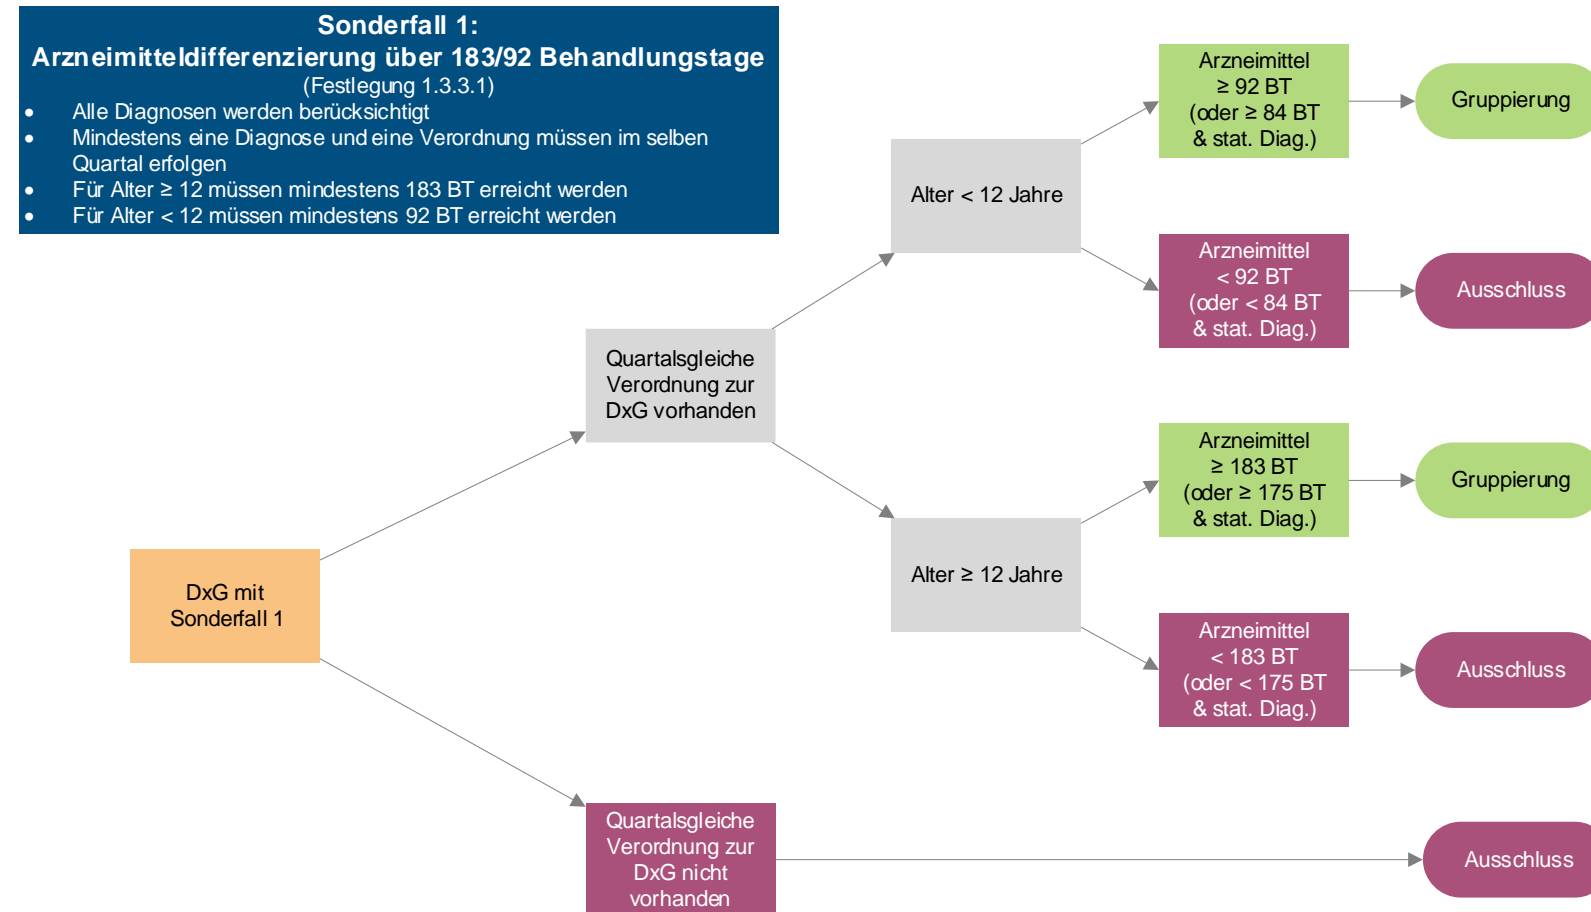 Sonderfall 1:
Arzneimitteldifferenzierung über 183/92 Behandlungstage
(Festlegung 1.3.3.1)
• Alle Diagnosen werden berücksichtigt
• Mindestens eine Diagnose und eine Verordnung müssen im selben
Quartal erfolgen
• Für Alter ≥ 12 müssen mindestens 183 BT erreicht werden
• Für Alter < 12 müssen mindestens 92 BT erreicht werden
DxG mit
Sonderfall 1
Quartalsgleiche
Verordnung zur
DxG vorhanden
Alter < 12 Jahre
Arzneimittel
≥ 92 BT
(oder ≥ 84 BT
& stat. Diag.)
Gruppierung
Arzneimittel
< 92 BT
(oder < 84 BT
& stat. Diag.)
Ausschluss
Alter ≥ 12 Jahre
Arzneimittel
≥ 183 BT
(oder ≥ 175 BT
& stat. Diag.)
Gruppierung
Arzneimittel
< 183 BT
(oder < 175 BT
& stat. Diag.)
Ausschluss
Quartalsgleiche
Verordnung zur
DxG nicht
vorhanden
Ausschluss